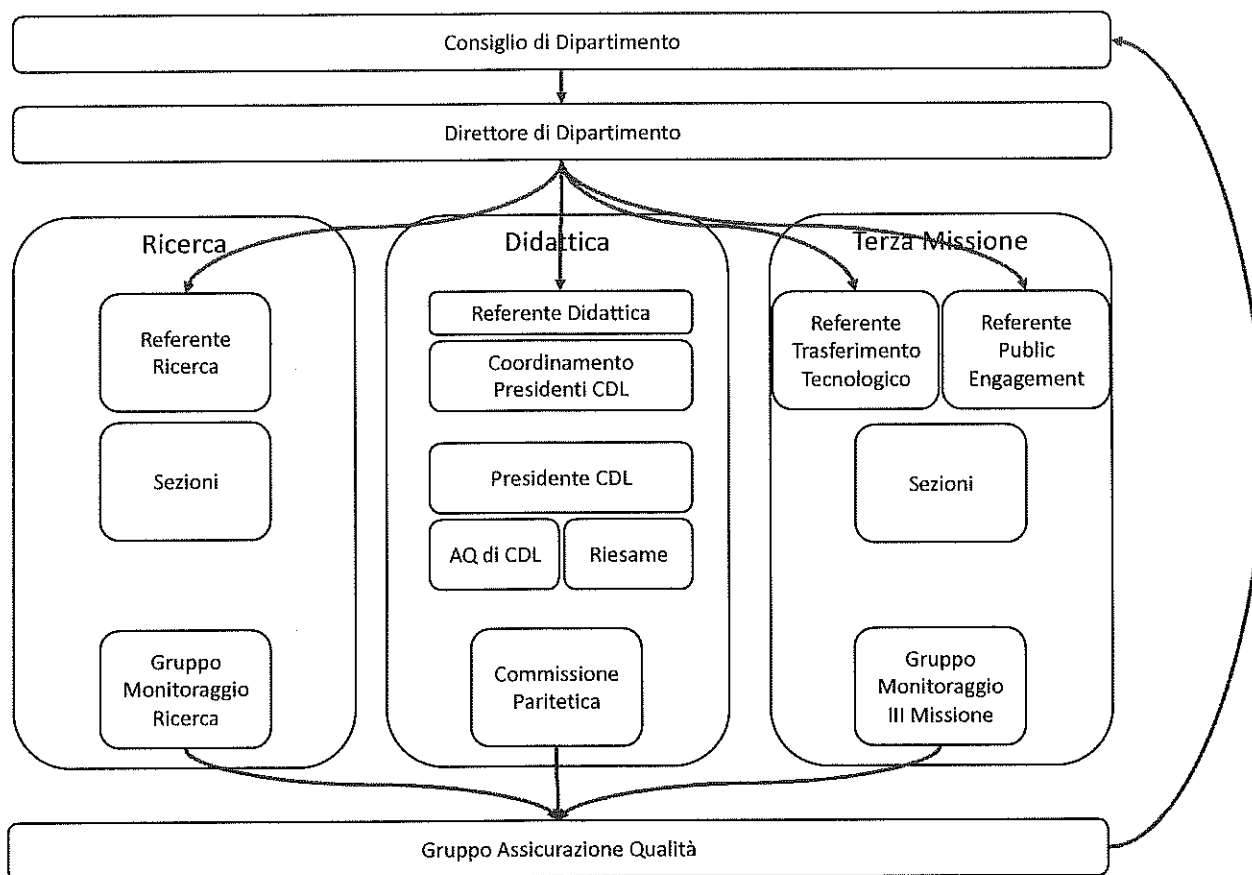 Consiglio di Dipartimento
Direttore di Dipartimento
Ricerca
Referente
Ricerca
Sezioni
Gruppo
Monitoraggio
Ricerca
Didattica
Referente Didattica
Coordinamento
Presidenti CDL
Presidente CDL
AQ di CDL
Riesame
Commissione
Paritetica
Terza Missione
Referente
Trasferimento
Tecnologico
Referente
Public
Engagement
Sezioni
Gruppo
Monitoraggio
III Missione
Gruppo Assicurazione Qualità